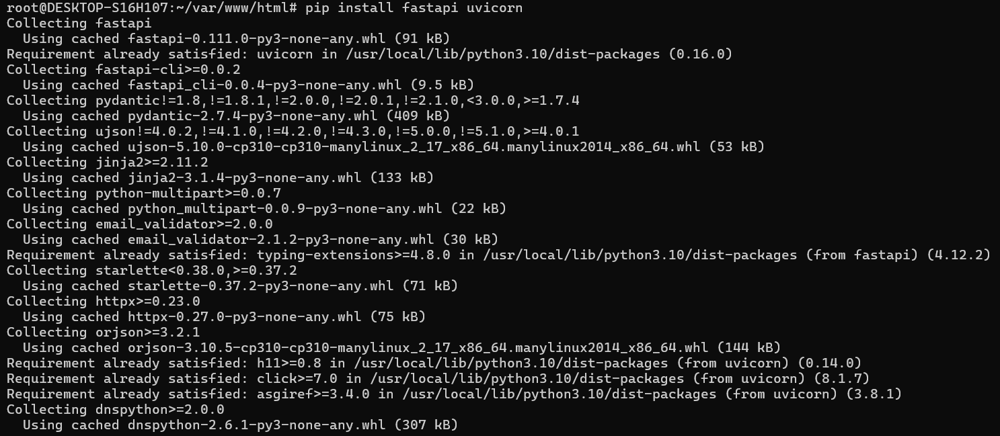 root@DESKTOP-S16H107:~/var/www/html# pip install fastapi uvicorn
Collecting fastapi
  Using cached fastapi-0.111.0-py3-none-any.whl (91 kB)
Requirement already satisfied: uvicorn in /usr/local/lib/python3.10/dist-packages (0.16.0)
Collecting fastapi-cli>=0.0.2
  Using cached fastapi_cli-0.0.4-py3-none-any.whl (9.5 kB)
Collecting pydantic!=1.8,!=1.8.1,!=2.0.0,!=2.0.1,!=2.1.0,<3.0.0,>=1.7.4
  Using cached pydantic-2.7.4-py3-none-any.whl (409 kB)
Collecting ujson!=4.0.2,!=4.1.0,!=4.2.0,!=4.3.0,!=5.0.0,!=5.1.0,>=4.0.1
  Using cached ujson-5.10.0-cp310-cp310-manylinux_2_17_x86_64.manylinux2014_x86_64.whl (53 kB)
Collecting jinja2>=2.11.2
  Using cached jinja2-3.1.4-py3-none-any.whl (133 kB)
Collecting python-multipart>=0.0.7
  Using cached python_multipart-0.0.9-py3-none-any.whl (22 kB)
Collecting email_validator>=2.0.0
  Using cached email_validator-2.1.2-py3-none-any.whl (30 kB)
Requirement already satisfied: typing-extensions>=4.8.0 in /usr/local/lib/python3.10/dist-packages (from fastapi) (4.12.2)
Collecting starlette<0.38.0,>=0.37.2
  Using cached starlette-0.37.2-py3-none-any.whl (71 kB)
Collecting httpx>=0.23.0
  Using cached httpx-0.27.0-py3-none-any.whl (75 kB)
Collecting orjson>=3.2.1
  Using cached orjson-3.10.5-cp310-cp310-manylinux_2_17_x86_64.manylinux2014_x86_64.whl (144 kB)
Requirement already satisfied: h11>=0.8 in /usr/local/lib/python3.10/dist-packages (from uvicorn) (0.14.0)
Requirement already satisfied: click>=7.0 in /usr/local/lib/python3.10/dist-packages (from uvicorn) (8.1.7)
Requirement already satisfied: asgiref>=3.4.0 in /usr/local/lib/python3.10/dist-packages (from uvicorn) (3.8.1)
Collecting dnspython>=2.0.0
  Using cached dnspython-2.6.1-py3-none-any.whl (307 kB)